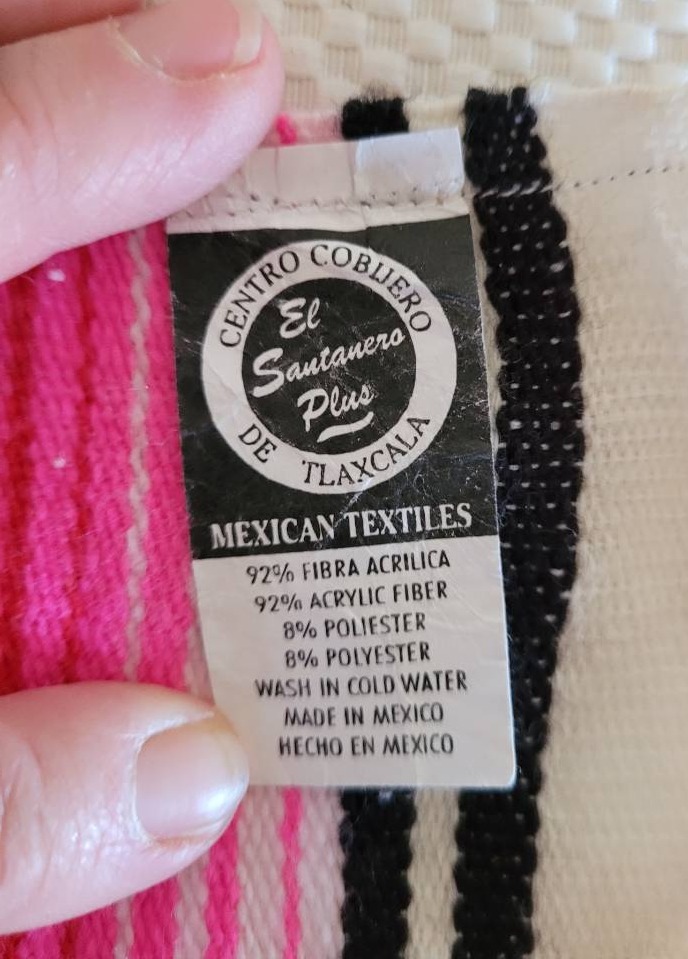 CENTRO COBIJERO
El
Santanero
Plus
DE TLAXCALA
MEXICAN TEXTILES
92% FIBRA ACRILICA
92% ACRYLIC FIBER
8% POLIESTER
8% POLYESTER
WASH IN COLD WATER
MADE IN MEXICO
HECHO EN MEXICO